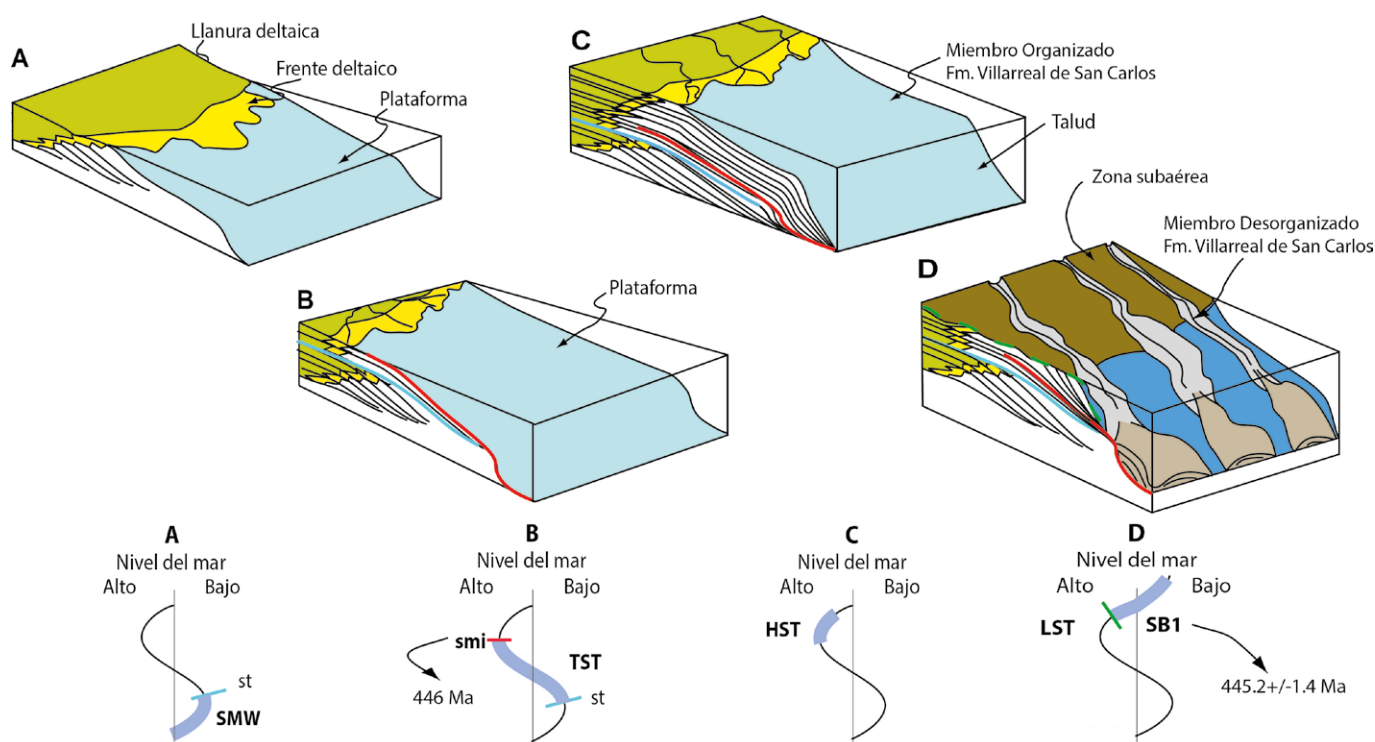 A
Llanura deltaica
Frente deltaico
Plataforma
C
Miembro Organizado
Fm. Villarreal de San Carlos
Talud
B
Plataforma
D
Zona subaérea
Miembro Desorganizado
Fm. Villarreal de San Carlos
A
Nivel del mar
Alto Bajo
st
SMW
B
Nivel del mar
Alto Bajo
smi
TST
446 Ma
st
C
Nivel del mar
Alto Bajo
HST
D
Nivel del mar
Alto Bajo
LST
SB1
445.2+/-1.4 Ma